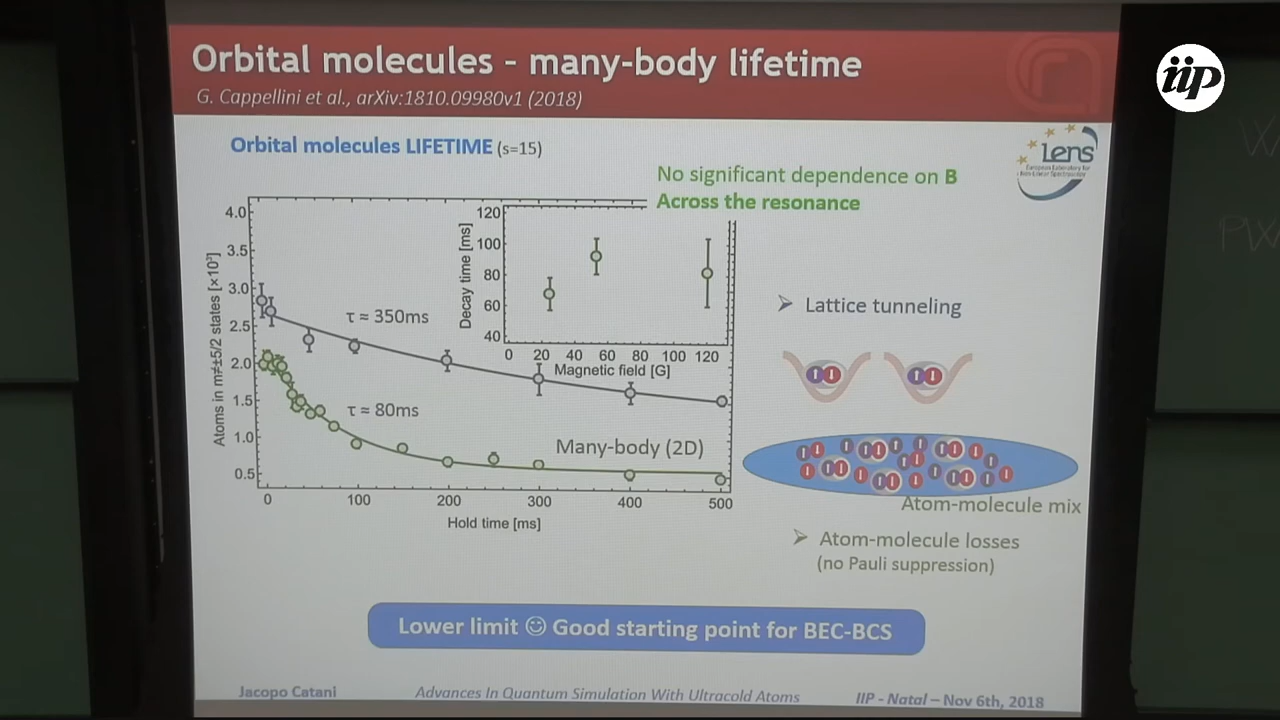 Orbital molecules - many-body lifetime
iip
G. Cappellini et al., arXiv:1810.09980v1 (2018)
Orbital molecules LIFETIME (s=15)
Lens
No significant dependence on B
Across the resonance
4.0
3.5
3.0
2.5
2.0
1.5
1.0
0.5
Atoms in m≠±5/2 states [×10³]
120
100
80
60
40
Decay time [ms]
0 20 40 60 80 100 120
Magnetic field [G]
τ ≈ 350ms
τ ≈ 80ms
Many-body (2D)
0 100 200 300 400 500
Hold time [ms]
Lattice tunneling
Atom-molecule mix
Atom-molecule losses
(no Pauli suppression)
Lower limit ☺ Good starting point for BEC-BCS
Jacopo Catani
Advances In Quantum Simulation With Ultracold Atoms
IIP - Natal – Nov 6th, 2018